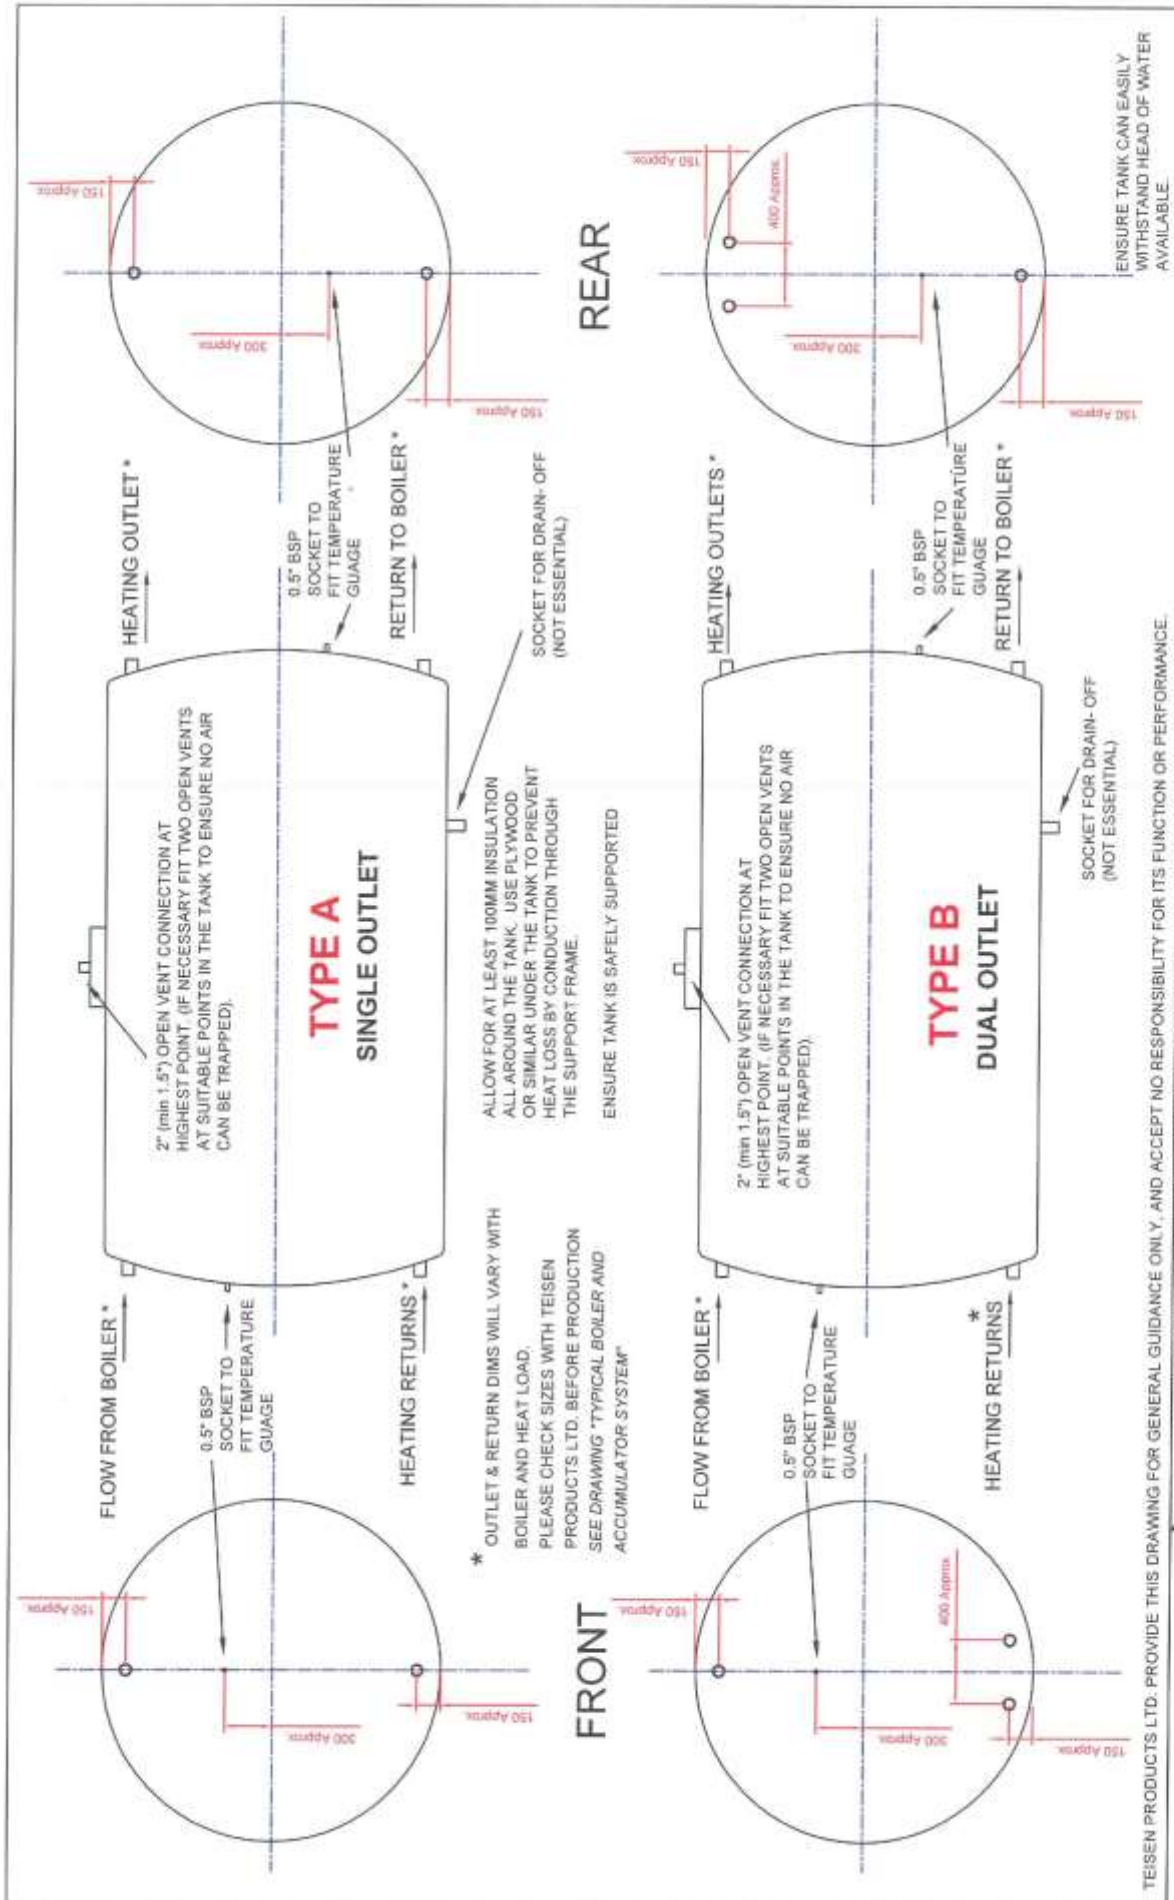 150 Approx
300 Approx
150 Approx
FLOW FROM BOILER *
0.5" BSP
SOCKET TO
FIT TEMPERATURE
GUAGE
HEATING RETURNS *
2" (min 1.5") OPEN VENT CONNECTION AT
HIGHEST POINT. (IF NECESSARY FIT TWO OPEN VENTS
AT SUITABLE POINTS IN THE TANK TO ENSURE NO AIR
CAN BE TRAPPED).
TYPE A
SINGLE OUTLET
HEATING OUTLET *
0.5" BSP
SOCKET TO
FIT TEMPERATURE
GUAGE
RETURN TO BOILER *
SOCKET FOR DRAIN- OFF
(NOT ESSENTIAL)
150 Approx
300 Approx
150 Approx
* OUTLET & RETURN DIMS WILL VARY WITH
BOILER AND HEAT LOAD.
PLEASE CHECK SIZES WITH TEISEN
PRODUCTS LTD. BEFORE PRODUCTION
SEE DRAWING "TYPICAL BOILER AND
ACCUMULATOR SYSTEM"
ALLOW FOR AT LEAST 100MM INSULATION
ALL AROUND THE TANK. USE PLYWOOD
OR SIMILAR UNDER THE TANK TO PREVENT
HEAT LOSS BY CONDUCTION THROUGH
THE SUPPORT FRAME.
ENSURE TANK IS SAFELY SUPPORTED
FRONT
REAR
150 Approx
300 Approx
400 Approx
150 Approx
FLOW FROM BOILER *
0.5" BSP
SOCKET TO
FIT TEMPERATURE
GUAGE
HEATING RETURNS *
2" (min 1.5") OPEN VENT CONNECTION AT
HIGHEST POINT. (IF NECESSARY FIT TWO OPEN VENTS
AT SUITABLE POINTS IN THE TANK TO ENSURE NO AIR
CAN BE TRAPPED).
TYPE B
DUAL OUTLET
HEATING OUTLETS *
0.5" BSP
SOCKET TO
FIT TEMPERATURE
GUAGE
RETURN TO BOILER *
SOCKET FOR DRAIN- OFF
(NOT ESSENTIAL)
150 Approx
400 Approx
300 Approx
150 Approx
ENSURE TANK CAN EASILY
WITHSTAND HEAD OF WATER
AVAILABLE.
TEISEN PRODUCTS LTD. PROVIDE THIS DRAWING FOR GENERAL GUIDANCE ONLY, AND ACCEPT NO RESPONSIBILITY FOR ITS FUNCTION OR PERFORMANCE.